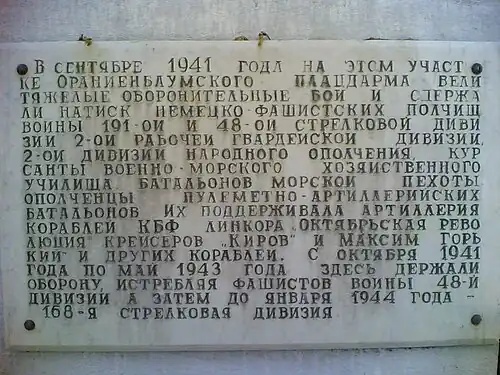 В СЕНТЯБРЕ 1941 ГОДА НА ЭТОМ УЧАСТ
КЕ ОРАНИЕНБАУМСКОГО ПЛАЦДАРМА ВЕЛИ
ТЯЖЕЛЫЕ ОБОРОНИТЕЛЬНЫЕ БОИ И СДЕРЖА
ЛИ НАТИСК НЕМЕЦКО-ФАШИСТСКИХ ПОЛЧИЩ
ВОИНЫ 191-ОЙ И 48-ОЙ СТРЕЛКОВОЙ ДИВИ
ЗИИ 2-ОЙ РАБОЧЕЙ ГВАРДЕЙСКОЙ ДИВИЗИИ,
2-ОЙ ДИВИЗИИ НАРОДНОГО ОПОЛЧЕНИЯ, КУР
САНТЫ ВОЕННО-МОРСКОГО ХОЗЯЙСТВЕННОГО
УЧИЛИЩА, БАТАЛЬОНОВ МОРСКОЙ ПЕХОТЫ,
ОПОЛЧЕНЦЫ ПУЛЕМЕТНО-АРТИЛЛЕРИЙСКИХ
БАТАЛЬОНОВ ИХ ПОДДЕРЖИВАЛА АРТИЛЛЕРИЯ
КОРАБЛЕЙ КБФ ЛИНКОРА „ОКТЯБРЬСКАЯ РЕВО
ЛЮЦИЯ" КРЕЙСЕРОВ „КИРОВ" И МАКСИМ ГОРЬ
КИЙ" И ДРУГИХ КОРАБЛЕЙ. С ОКТЯБРЯ 1941
ГОДА ПО МАЙ 1943 ГОДА ЗДЕСЬ ДЕРЖАЛИ
ОБОРОНУ, ИСТРЕБЛЯЯ ФАШИСТОВ ВОИНЫ 48-Й
ДИВИЗИИ А ЗАТЕМ ДО ЯНВАРЯ 1944 ГОДА -
168-Я СТРЕЛКОВАЯ ДИВИЗИЯ